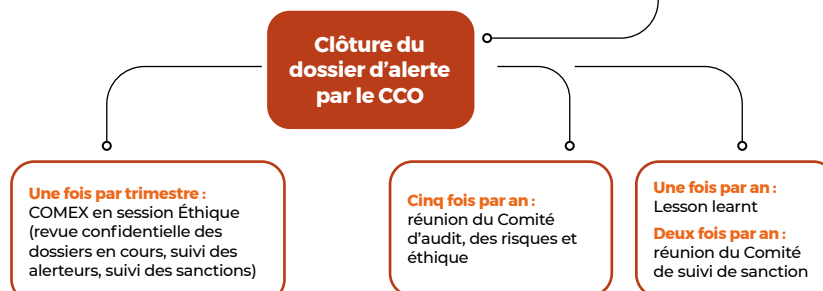 Clôture du
dossier d’alerte
par le CCO
Une fois par trimestre :
COMEX en session Éthique
(revue confidentielle des
dossiers en cours, suivi des
alerteurs, suivi des sanctions)
Cinq fois par an :
réunion du Comité
d’audit, des risques et
éthique
Une fois par an :
Lesson learnt
Deux fois par an :
réunion du Comité
de suivi de sanction